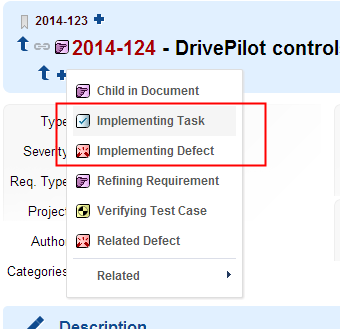 2014-123
2014-124 - DrivePilot control
Child in Document
Type
Implementing Task
Severity
Implementing Defect
Req. Type
Refining Requirement
Project
Verifying Test Case
Author
Related Defect
Categories
Related
Description